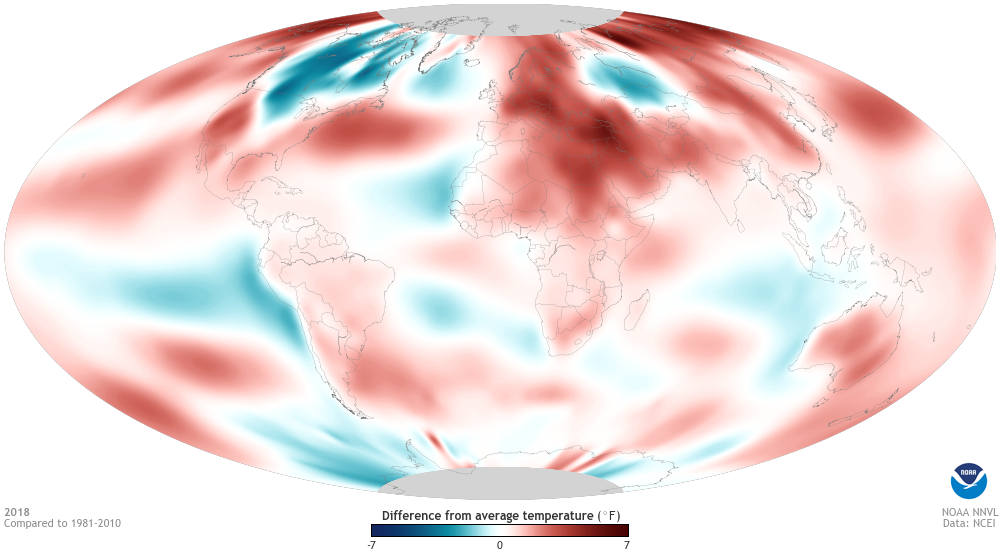 NOAA
2018
Compared to 1981-2010
Difference from average temperature (°F)
-7 0 7
NOAA NNVL
Data: NCEI